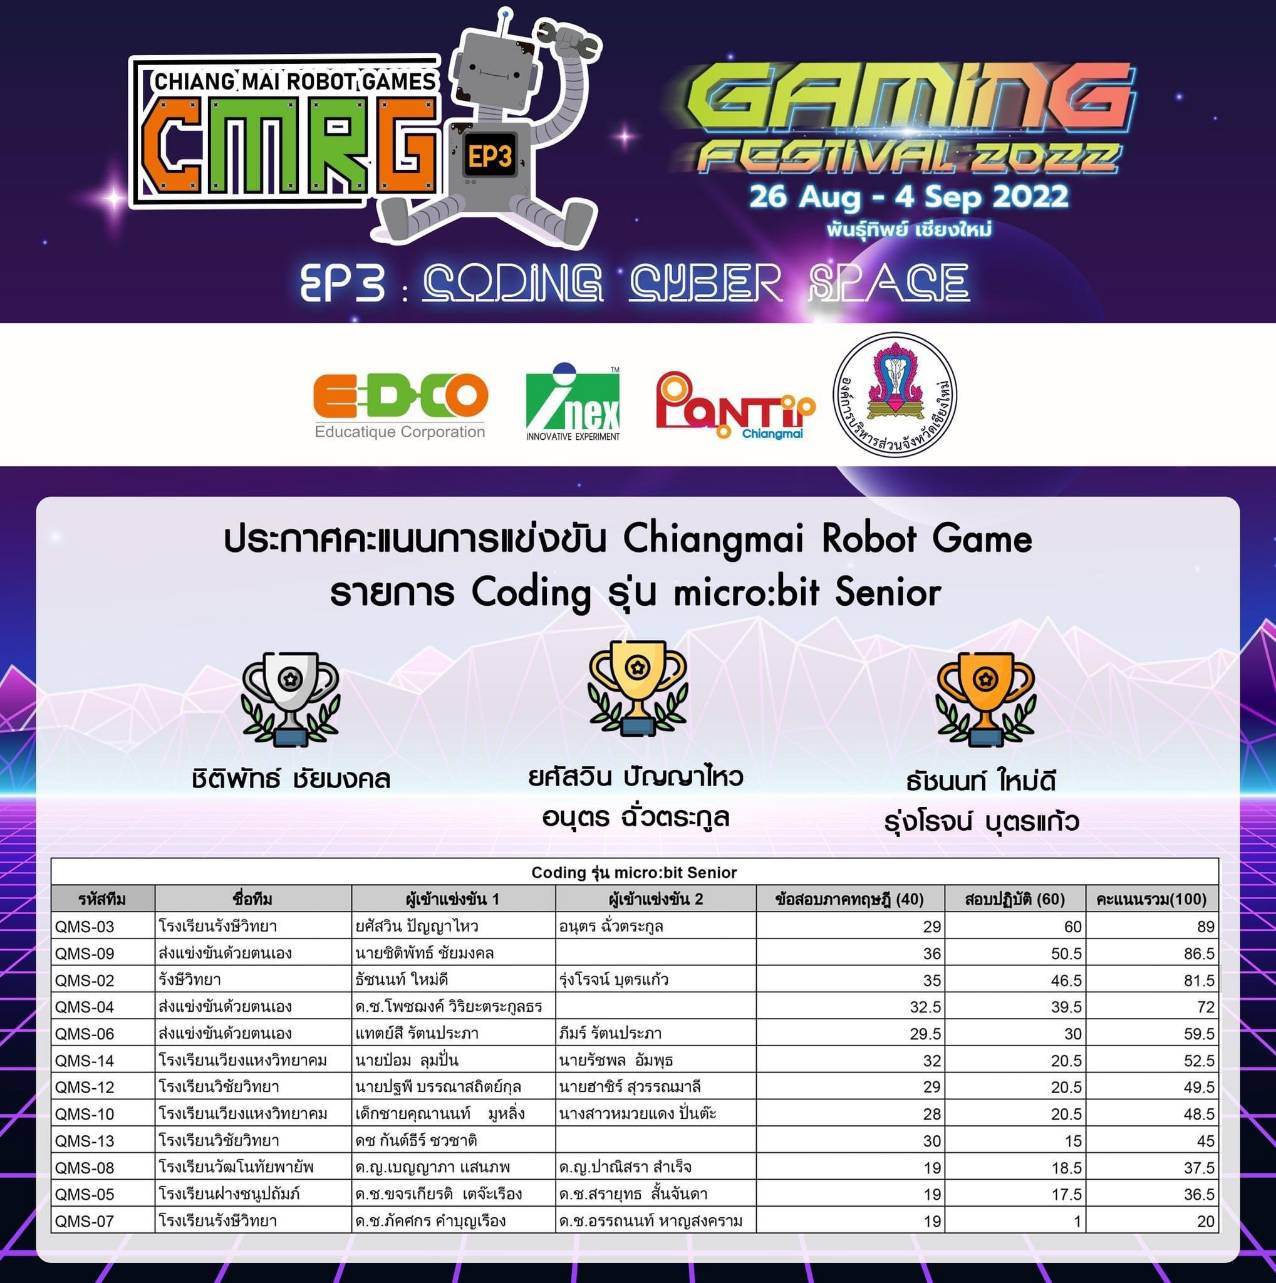 CHIANG MAI ROBOT GAMES
CMRG
EP3
GAMING
FESTIVAL 2022
26 Aug - 4 Sep 2022
พันธุ์ทิพย์ เชียงใหม่
EP3 : CODING CYBER SPACE
EDCO
Educatique Corporation
inex TM
INNOVATIVE EXPERIMENT
PANTIP
Chiangmai
องค์การบริหารส่วนจังหวัดเชียงใหม่
ประกาศคะแนนการแข่งขัน Chiangmai Robot Game
รายการ Coding รุ่น micro:bit Senior
ชิติพัทธ์ ชัยมงคล
ยศัสวิน ปัญญาไหว
อนุตร ฉั่วตระกูล
ธัชนนท์ ใหม่ดี
รุ่งโรจน์ บุตรแก้ว
Coding รุ่น micro:bit Senior
รหัสทีม ชื่อทีม ผู้เข้าแข่งขัน 1 ผู้เข้าแข่งขัน 2 ข้อสอบภาคทฤษฎี (40) สอบปฏิบัติ (60) คะแนนรวม(100)
QMS-03 โรงเรียนรังษีวิทยา ยศัสวิน ปัญญาไหว อนุตร ฉั่วตระกูล 29 60 89
QMS-09 ส่งแข่งขันด้วยตนเอง นายชิติพัทธ์ ชัยมงคล 36 50.5 86.5
QMS-02 รังษีวิทยา ธัชนนท์ ใหม่ดี รุ่งโรจน์ บุตรแก้ว 35 46.5 81.5
QMS-04 ส่งแข่งขันด้วยตนเอง ด.ช.โพชฌงค์ วิริยะตระกูลธร 32.5 39.5 72
QMS-06 ส่งแข่งขันด้วยตนเอง แทตย์สี รัตนประภา ภีมร์ รัตนประภา 29.5 30 59.5
QMS-14 โรงเรียนเวียงแหงวิทยาคม นายป๋อม ลุมปั่น นายรัชพล อัมพุธ 32 20.5 52.5
QMS-12 โรงเรียนวิชัยวิทยา นายปฐพี บรรณาสถิตย์กุล นายฮาซิร์ สุวรรณมาลี 29 20.5 49.5
QMS-10 โรงเรียนเวียงแหงวิทยาคม เด็กชายคุณานนท์ มูหลิ่ง นางสาวหมวยแดง ปั่นต๊ะ 28 20.5 48.5
QMS-13 โรงเรียนวิชัยวิทยา ดช กันต์ธีร์ ชวชาติ 30 15 45
QMS-08 โรงเรียนวัฒโนทัยพายัพ ด.ญ.เบญญาภา แสนภพ ด.ญ.ปาณิสรา สำเร็จ 19 18.5 37.5
QMS-05 โรงเรียนฝางชนูปถัมภ์ ด.ช.ขจรเกียรติ เตจ๊ะเรือง ด.ช.สรายุทธ สั้นจันดา 19 17.5 36.5
QMS-07 โรงเรียนรังษีวิทยา ด.ช.ภัคศกร คำบุญเรือง ด.ช.อรรถนนท์ หาญสงคราม 19 1 20